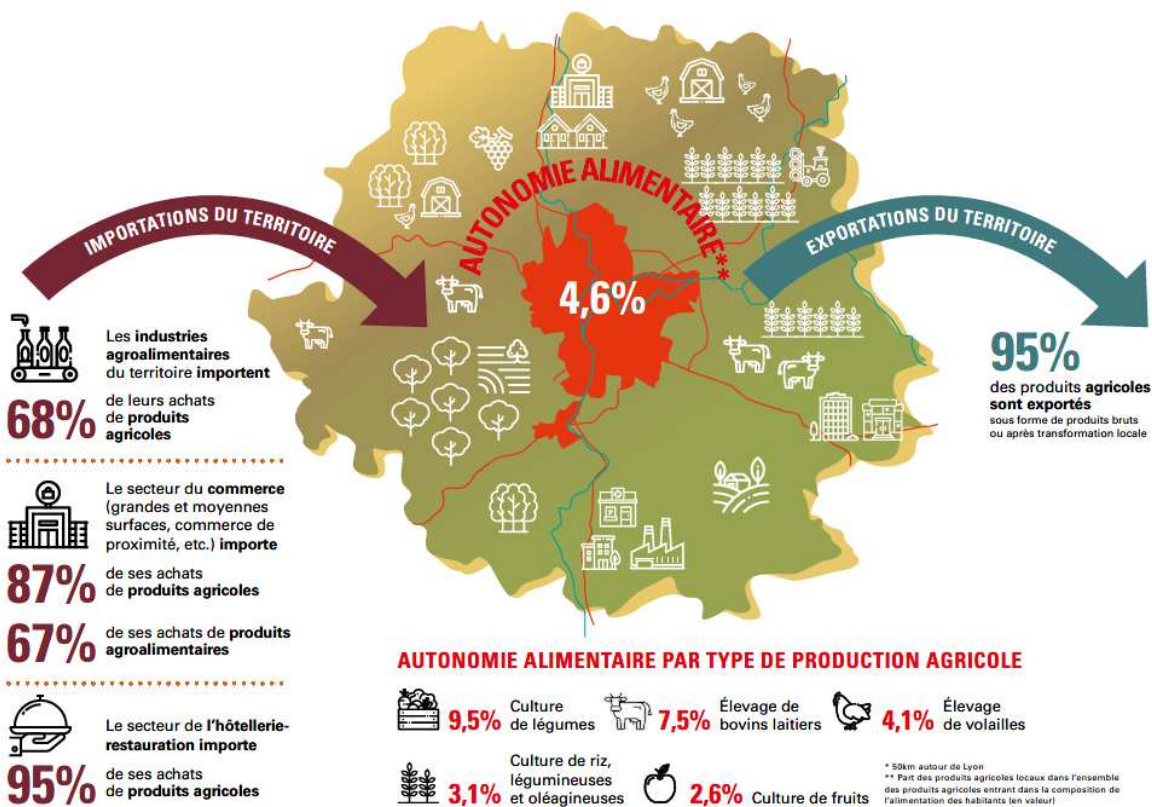 IMPORTATIONS DU TERRITOIRE
AUTONOMIE ALIMENTAIRE**
4,6%
EXPORTATIONS DU TERRITOIRE
Les industries
agroalimentaires
du territoire importent
68% de leurs achats
de produits
agricoles
Le secteur du commerce
(grandes et moyennes
surfaces, commerce de
proximité, etc.) importe
87% de ses achats
de produits agricoles
67% de ses achats de produits
agroalimentaires
Le secteur de l'hôtellerie-
restauration importe
95% de ses achats
de produits agricoles
95%
des produits agricoles
sont exportés
sous forme de produits bruts
ou après transformation locale
AUTONOMIE ALIMENTAIRE PAR TYPE DE PRODUCTION AGRICOLE
9,5% Culture
de légumes
7,5% Élevage de
bovins laitiers
4,1% Élevage
de volailles
3,1% Culture de riz,
légumineuses
et oléagineuses
2,6% Culture de fruits
* 50km autour de Lyon
** Part des produits agricoles locaux dans l'ensemble
des produits agricoles entrant dans la composition de
l'alimentation des habitants (en valeur)